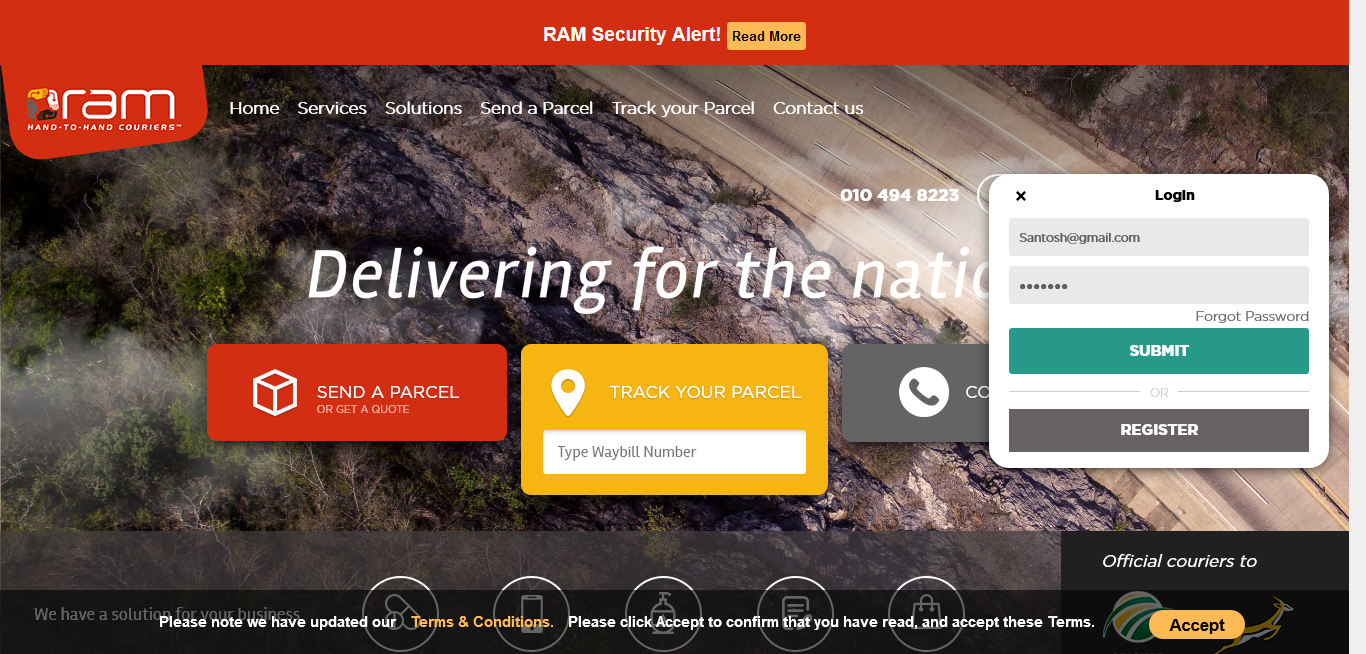 RAM Security Alert! Read More
ram
HAND-TO-HAND COURIERS™
Home Services Solutions Send a Parcel Track your Parcel Contact us
010 494 8223
Delivering for the natio
× Login
Santosh@gmail.com
•••••••
Forgot Password
SUBMIT
OR
REGISTER
SEND A PARCEL
OR GET A QUOTE
TRACK YOUR PARCEL
Type Waybill Number
CO
Official couriers to
We have a solution for your business
Please note we have updated our Terms & Conditions. Please click Accept to confirm that you have read, and accept these Terms. Accept